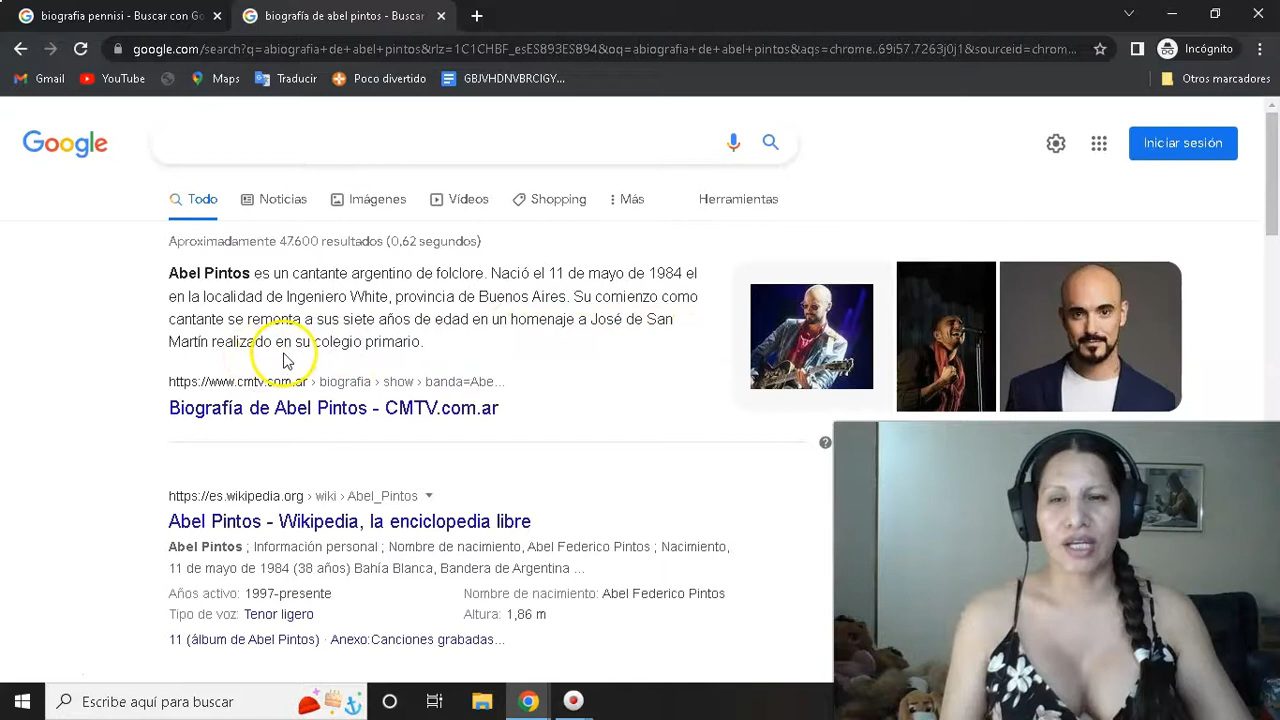 biografia pennisi - Buscar con Go
biografía de abel pintos - Buscar
google.com/search?q=abiografia+de+abel+pintos&rlz=1C1CHBF_esES893ES894&oq=abiografia+de+abel+pintos&aqs=chrome..69i57.7263j0j1&sourceid=chrom...
Incógnito
Gmail
YouTube
Maps
Traducir
Poco divertido
GBJVHDNVBRCIGY...
Otros marcadores
Google
Iniciar sesión
Todo
Noticias
Imágenes
Vídeos
Shopping
Más
Herramientas
Aproximadamente 47.600 resultados (0,62 segundos)
Abel Pintos es un cantante argentino de folclore. Nació el 11 de mayo de 1984 el
en la localidad de Ingeniero White, provincia de Buenos Aires. Su comienzo como
cantante se remonta a sus siete años de edad en un homenaje a José de San
Martín realizado en su colegio primario.
https://www.cmtv.com.ar › biografia › show › banda=Abe...
Biografía de Abel Pintos - CMTV.com.ar
https://es.wikipedia.org › wiki › Abel_Pintos
Abel Pintos - Wikipedia, la enciclopedia libre
Abel Pintos ; Información personal ; Nombre de nacimiento, Abel Federico Pintos ; Nacimiento,
11 de mayo de 1984 (38 años) Bahía Blanca, Bandera de Argentina ...
Años activo: 1997-presente
Nombre de nacimiento: Abel Federico Pintos
Tipo de voz: Tenor ligero
Altura: 1,86 m
11 (álbum de Abel Pintos) · Anexo:Canciones grabadas...
Escribe aquí para buscar